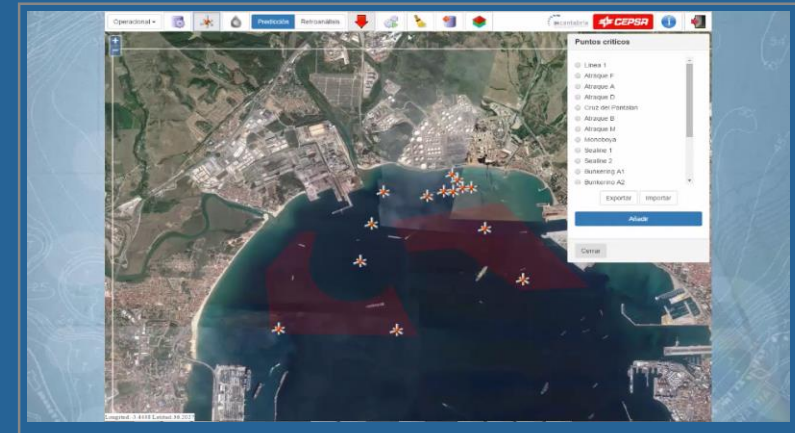 Operacional
Predicción
Retroanálisis
ihcantabria
CEPSA
Puntos críticos
Línea 1
Atraque F
Atraque A
Atraque D
Cruz del Pantalán
Atraque B
Atraque M
Monoboya
Sealine 1
Sealine 2
Bunkering A1
Bunkering A2
Exportar
Importar
Añadir
Cerrar